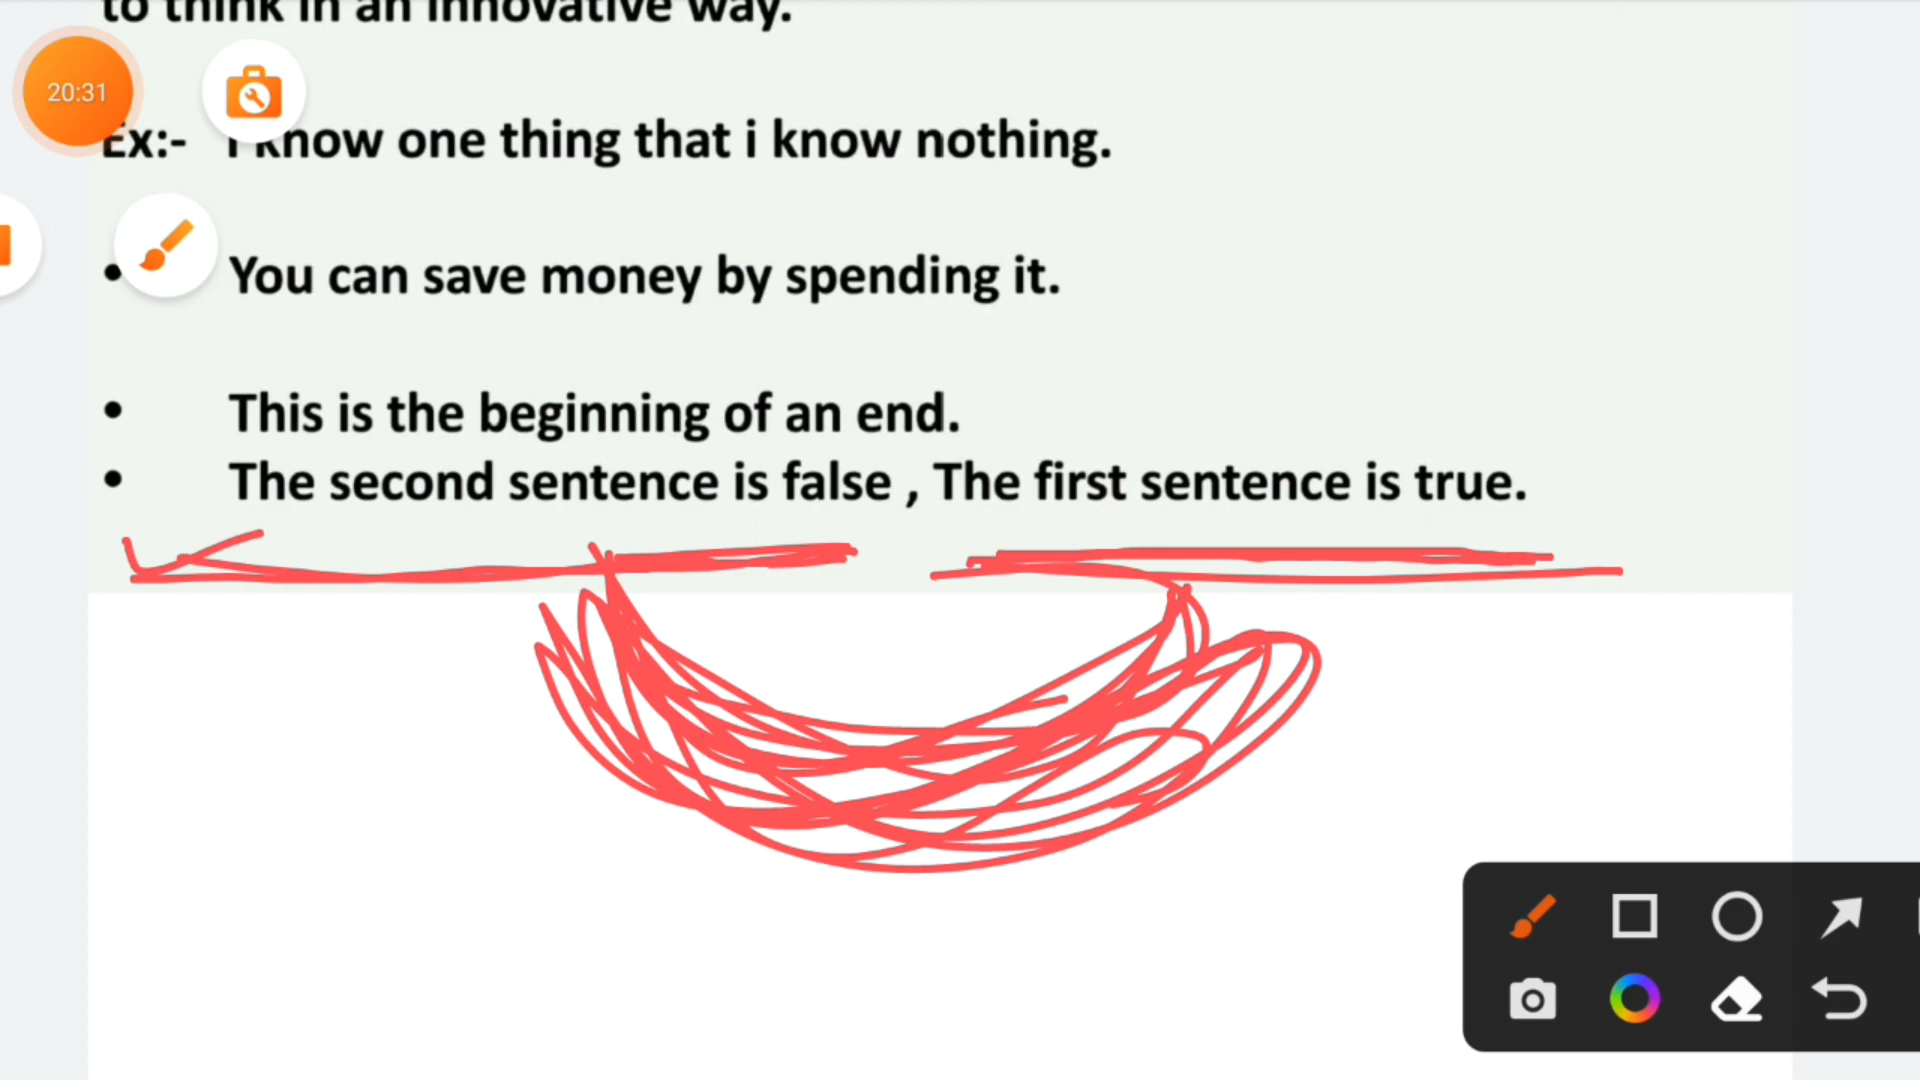 to think in an innovative way.
20:31
Ex:- I know one thing that i know nothing.
• You can save money by spending it.
• This is the beginning of an end.
• The second sentence is false , The first sentence is true.